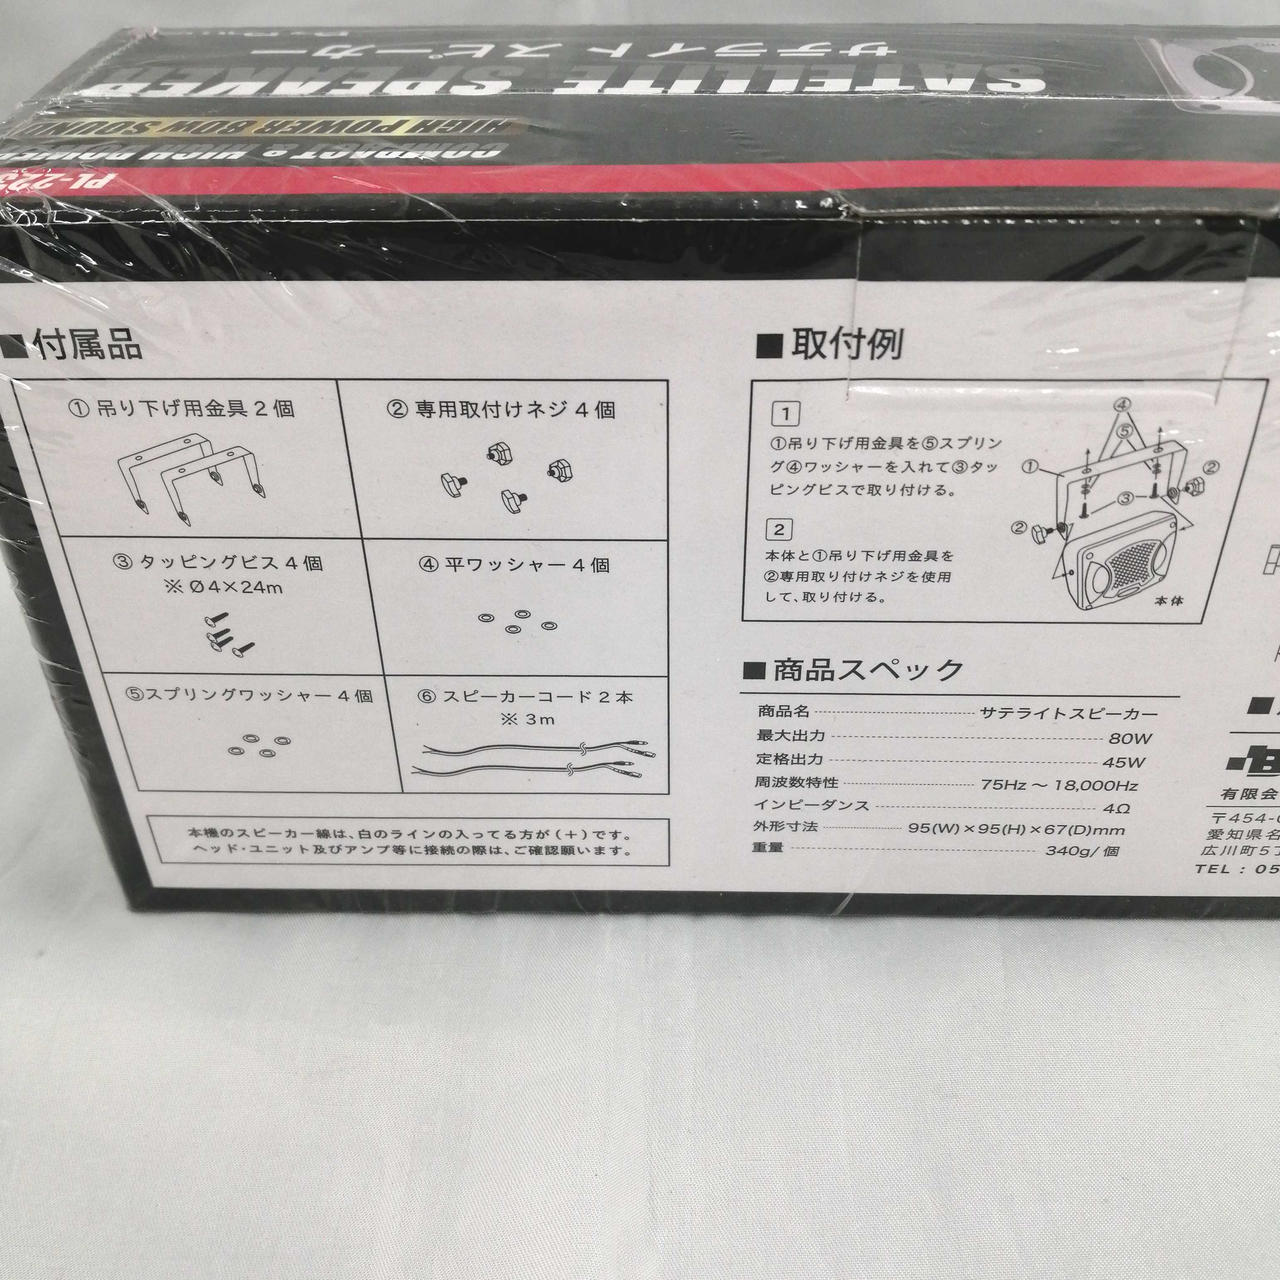 サテライト スピーカー
SATELLITE SPEAKER
HIGH POWER 80W SOUND
COMPACT & HIGH POWER
PL-223
■付属品
①吊り下げ用金具2個
②専用取付けネジ4個
③タッピングビス4個
※Ø4×24m
④平ワッシャー4個
⑤スプリングワッシャー4個
⑥スピーカーコード2本
※3m
本機のスピーカー線は、白のラインの入ってる方が(+)です。
ヘッド・ユニット及びアンプ等に接続の際は、ご確認願います。
■取付例
1
①吊り下げ用金具を⑤スプリン
グ④ワッシャーを入れて③タッ
ピングビスで取り付ける。
2
本体と①吊り下げ用金具を
②専用取り付けネジを使用
して、取り付ける。
④
⑤
①
②
③
②
本体
■商品スペック
商品名 サテライトスピーカー
最大出力 80W
定格出力 45W
周波数特性 75Hz〜18,000Hz
インピーダンス 4Ω
外形寸法 95(W)×95(H)×67(D)mm
重量 340g/個
有限会
〒454-
愛知県名
広川町5丁
TEL : 05